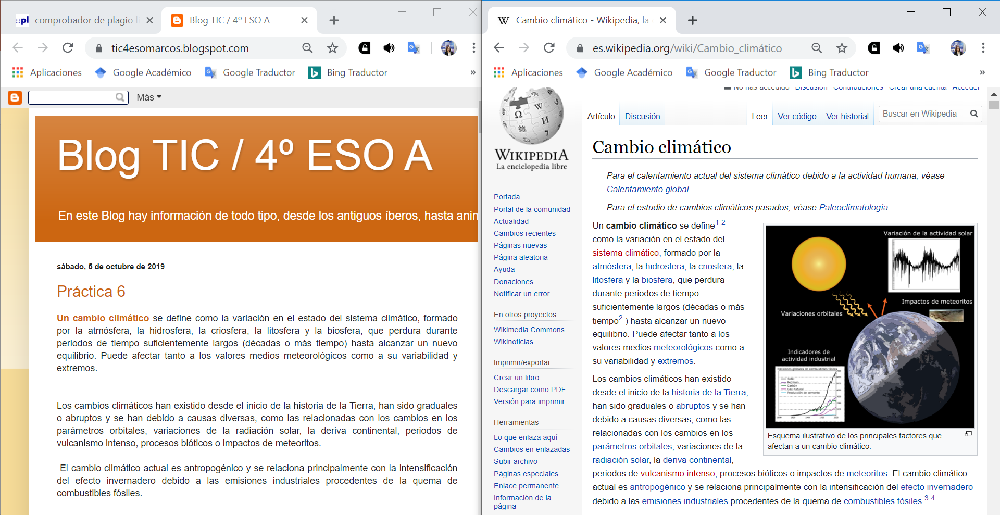 comprobador de plagio li
Blog TIC / 4º ESO A
tic4esomarcos.blogspot.com
Aplicaciones
Google Académico
Google Traductor
Bing Traductor
»
Más
Blog TIC / 4º ESO A
En este Blog hay información de todo tipo, desde los antiguos íberos, hasta anim
sábado, 5 de octubre de 2019
Práctica 6
Un cambio climático se define como la variación en el estado del sistema climático, formado
por la atmósfera, la hidrosfera, la criosfera, la litosfera y la biosfera, que perdura durante
periodos de tiempo suficientemente largos (décadas o más tiempo) hasta alcanzar un nuevo
equilibrio. Puede afectar tanto a los valores medios meteorológicos como a su variabilidad y
extremos.
Los cambios climáticos han existido desde el inicio de la historia de la Tierra, han sido graduales
o abruptos y se han debido a causas diversas, como las relacionadas con los cambios en los
parámetros orbitales, variaciones de la radiación solar, la deriva continental, periodos de
vulcanismo intenso, procesos bióticos o impactos de meteoritos.
El cambio climático actual es antropogénico y se relaciona principalmente con la intensificación
del efecto invernadero debido a las emisiones industriales procedentes de la quema de
combustibles fósiles.
Cambio climático - Wikipedia, la
es.wikipedia.org/wiki/Cambio_climático
Aplicaciones
Google Académico
Google Traductor
Bing Traductor
»
No has accedido Discusión Contribuciones Crear una cuenta Acceder
Artículo
Discusión
Leer
Ver código
Ver historial
Buscar en Wikipedia
WIKIPEDIA
La enciclopedia libre
Portada
Portal de la comunidad
Actualidad
Cambios recientes
Páginas nuevas
Página aleatoria
Ayuda
Donaciones
Notificar un error
En otros proyectos
Wikimedia Commons
Wikinoticias
Imprimir/exportar
Crear un libro
Descargar como PDF
Versión para imprimir
Herramientas
Lo que enlaza aquí
Cambios en enlazadas
Subir archivo
Páginas especiales
Enlace permanente
Información de la
página
Cambio climático
Para el calentamiento actual del sistema climático debido a la actividad humana, véase
Calentamiento global.
Para el estudio de cambios climáticos pasados, véase Paleoclimatología.
Un cambio climático se define1 2
como la variación en el estado del
sistema climático, formado por la
atmósfera, la hidrosfera, la criosfera, la
litosfera y la biosfera, que perdura
durante periodos de tiempo
suficientemente largos (décadas o más
tiempo2 ) hasta alcanzar un nuevo
equilibrio. Puede afectar tanto a los
valores medios meteorológicos como a
su variabilidad y extremos.
Los cambios climáticos han existido
desde el inicio de la historia de la Tierra,
han sido graduales o abruptos y se han
debido a causas diversas, como las
relacionadas con los cambios en los
parámetros orbitales, variaciones de la
radiación solar, la deriva continental,
periodos de vulcanismo intenso, procesos bióticos o impactos de meteoritos. El cambio climático
actual es antropogénico y se relaciona principalmente con la intensificación del efecto invernadero
debido a las emisiones industriales procedentes de la quema de combustibles fósiles.3 4
Variación de la actividad solar
Impactos de meteoritos
Variaciones orbitales
Indicadores de
actividad industrial
Emisiones globales de combustibles fósiles
Total
Petróleo
Carbón
Gas natural
Producción de cemento
Esquema ilustrativo de los principales factores que
afectan a un cambio climático.